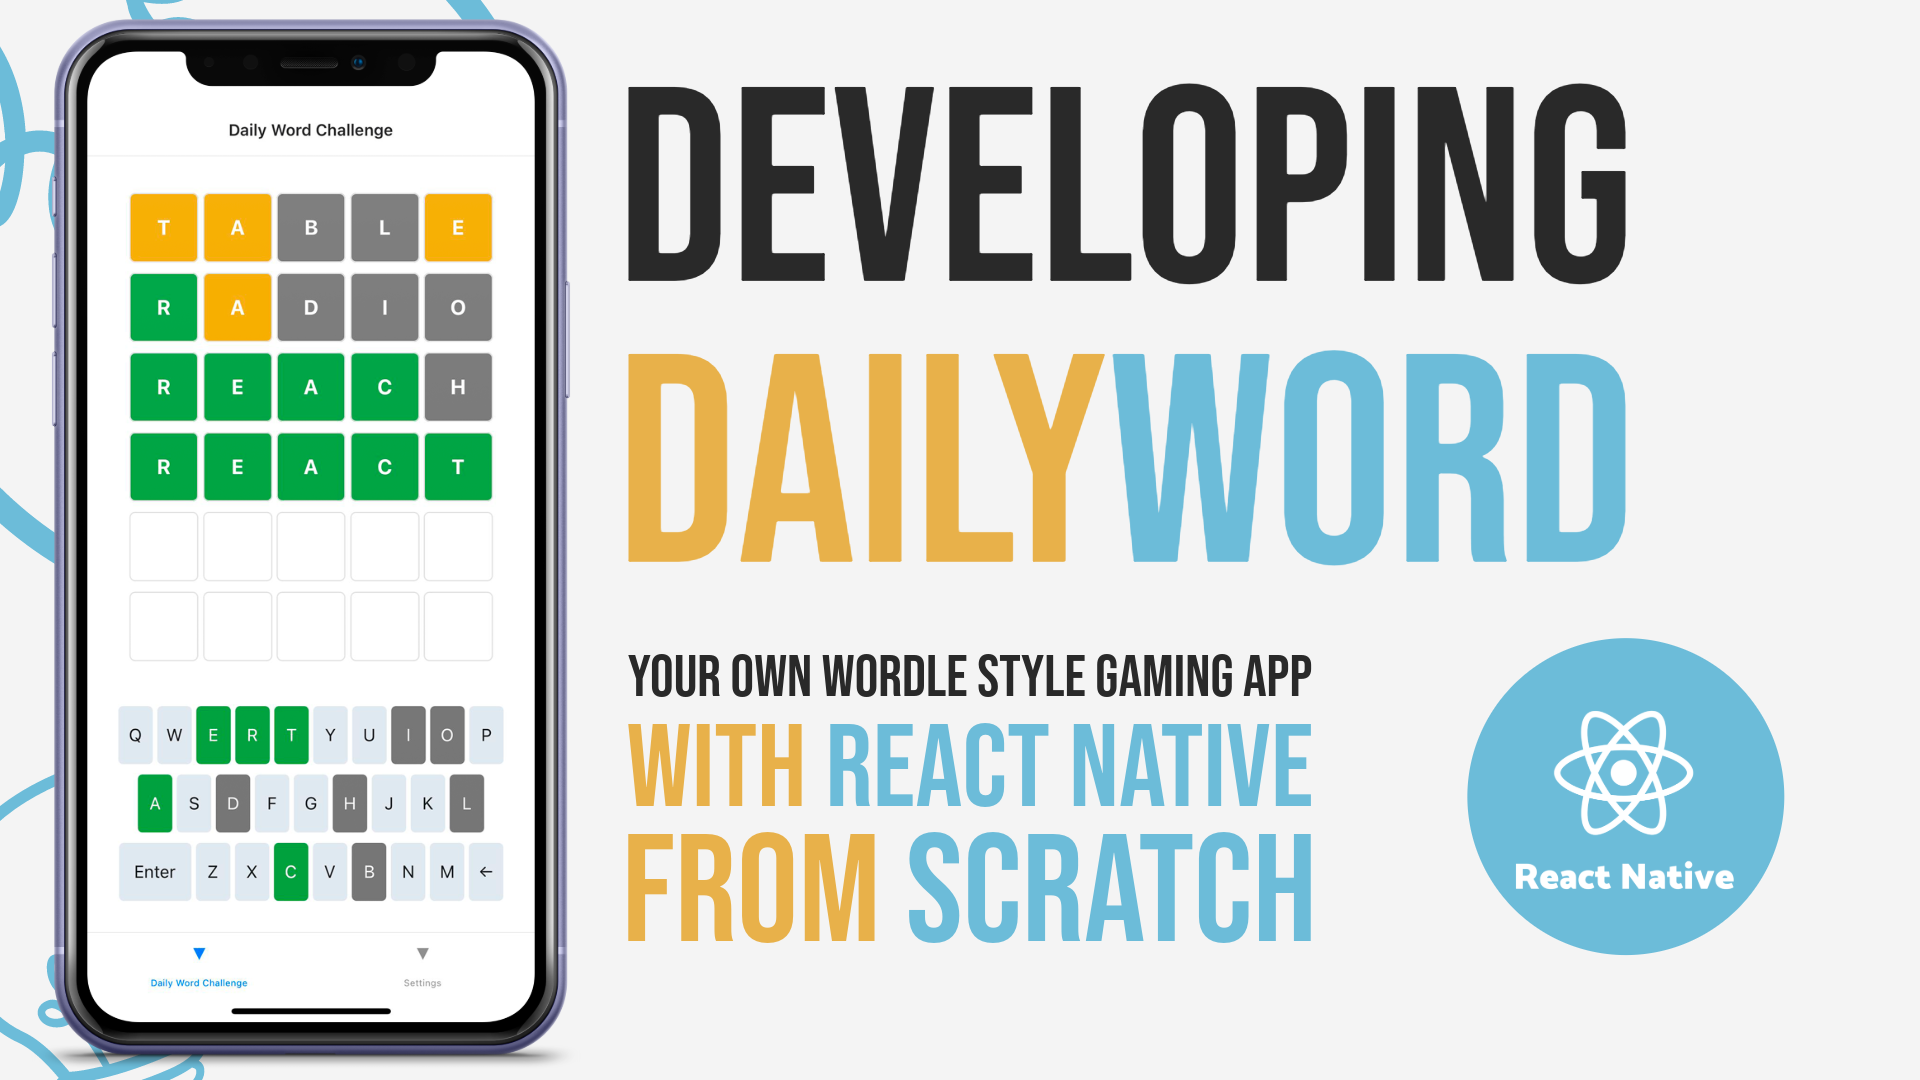 Daily Word Challenge
T A B L E
R A D I O
R E A C H
R E A C T
Q W E R T Y U I O P
A S D F G H J K L
Enter Z X C V B N M ←
Daily Word Challenge Settings
DEVELOPING
DAILYWORD
YOUR OWN WORDLE STYLE GAMING APP
WITH REACT NATIVE
FROM SCRATCH
React Native